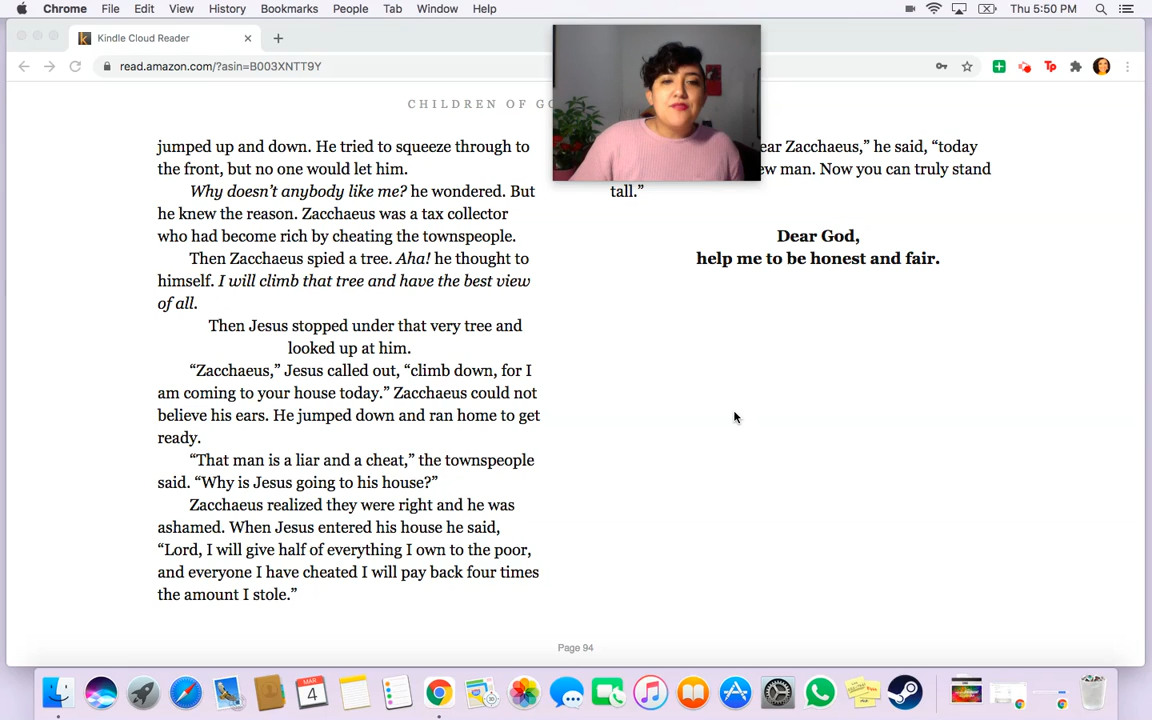 Chrome File Edit View History Bookmarks People Tab Window Help Thu 5:50 PM
Kindle Cloud Reader
read.amazon.com/?asin=B003XNTT9Y
CHILDREN OF
jumped up and down. He tried to squeeze through to
the front, but no one would let him.
Why doesn’t anybody like me? he wondered. But
he knew the reason. Zacchaeus was a tax collector
who had become rich by cheating the townspeople.
Then Zacchaeus spied a tree. Aha! he thought to
himself. I will climb that tree and have the best view
of all.
Then Jesus stopped under that very tree and
looked up at him.
“Zacchaeus,” Jesus called out, “climb down, for I
am coming to your house today.” Zacchaeus could not
believe his ears. He jumped down and ran home to get
ready.
“That man is a liar and a cheat,” the townspeople
said. “Why is Jesus going to his house?”
Zacchaeus realized they were right and he was
ashamed. When Jesus entered his house he said,
“Lord, I will give half of everything I own to the poor,
and everyone I have cheated I will pay back four times
the amount I stole.”
Zacchaeus,” he said, “today
man. Now you can truly stand
tall.”
Dear God,
help me to be honest and fair.
Page 94
MAR
4